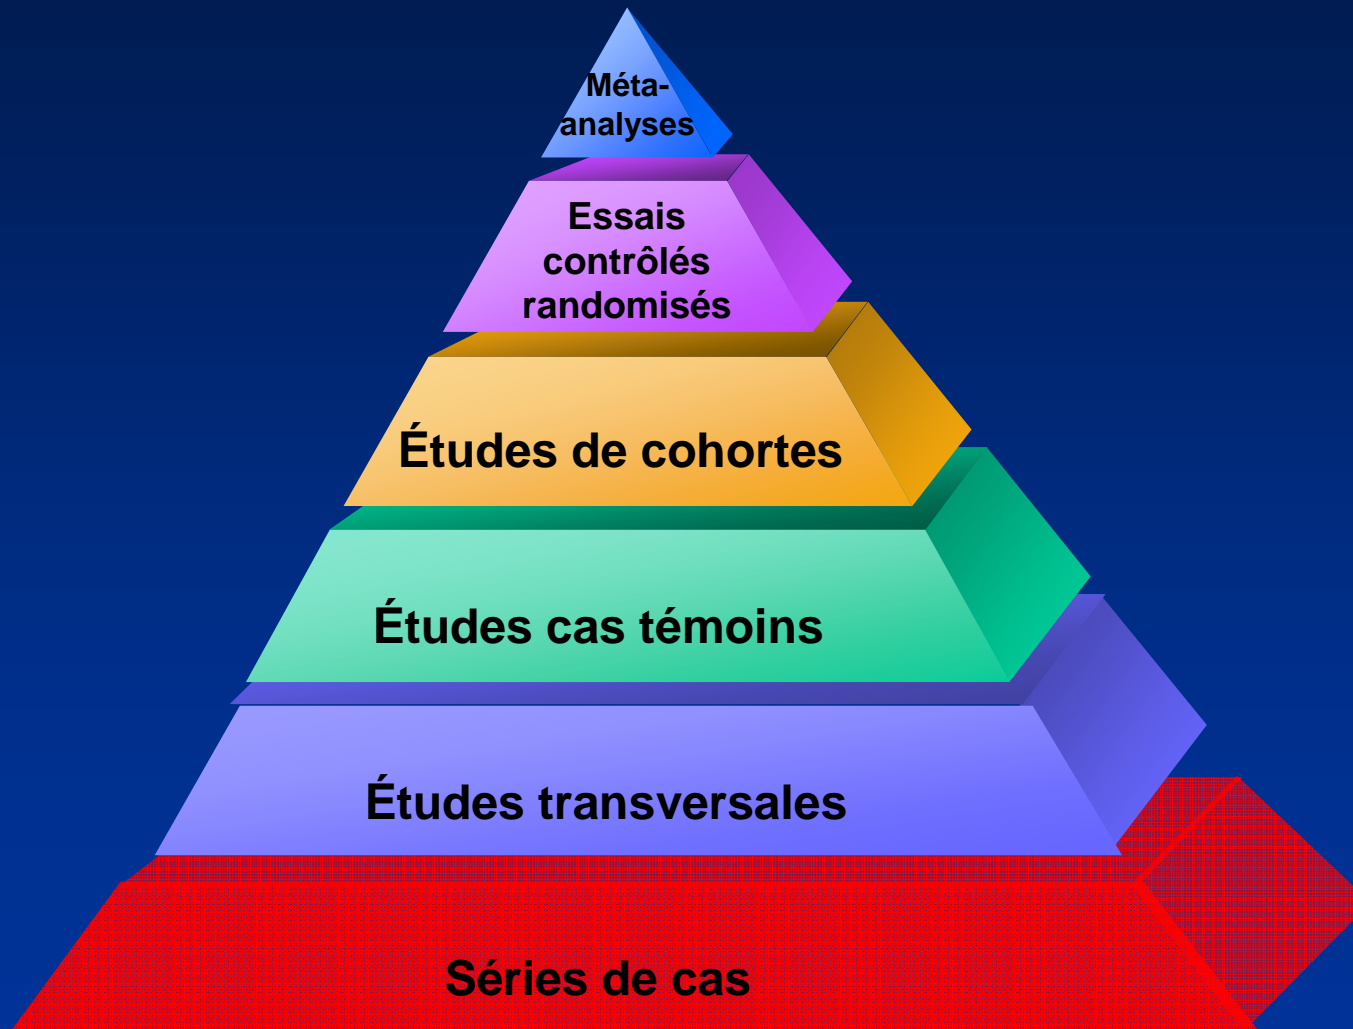 Méta-
analyses
Essais
contrôlés
randomisés
Études de cohortes
Études cas témoins
Études transversales
Séries de cas